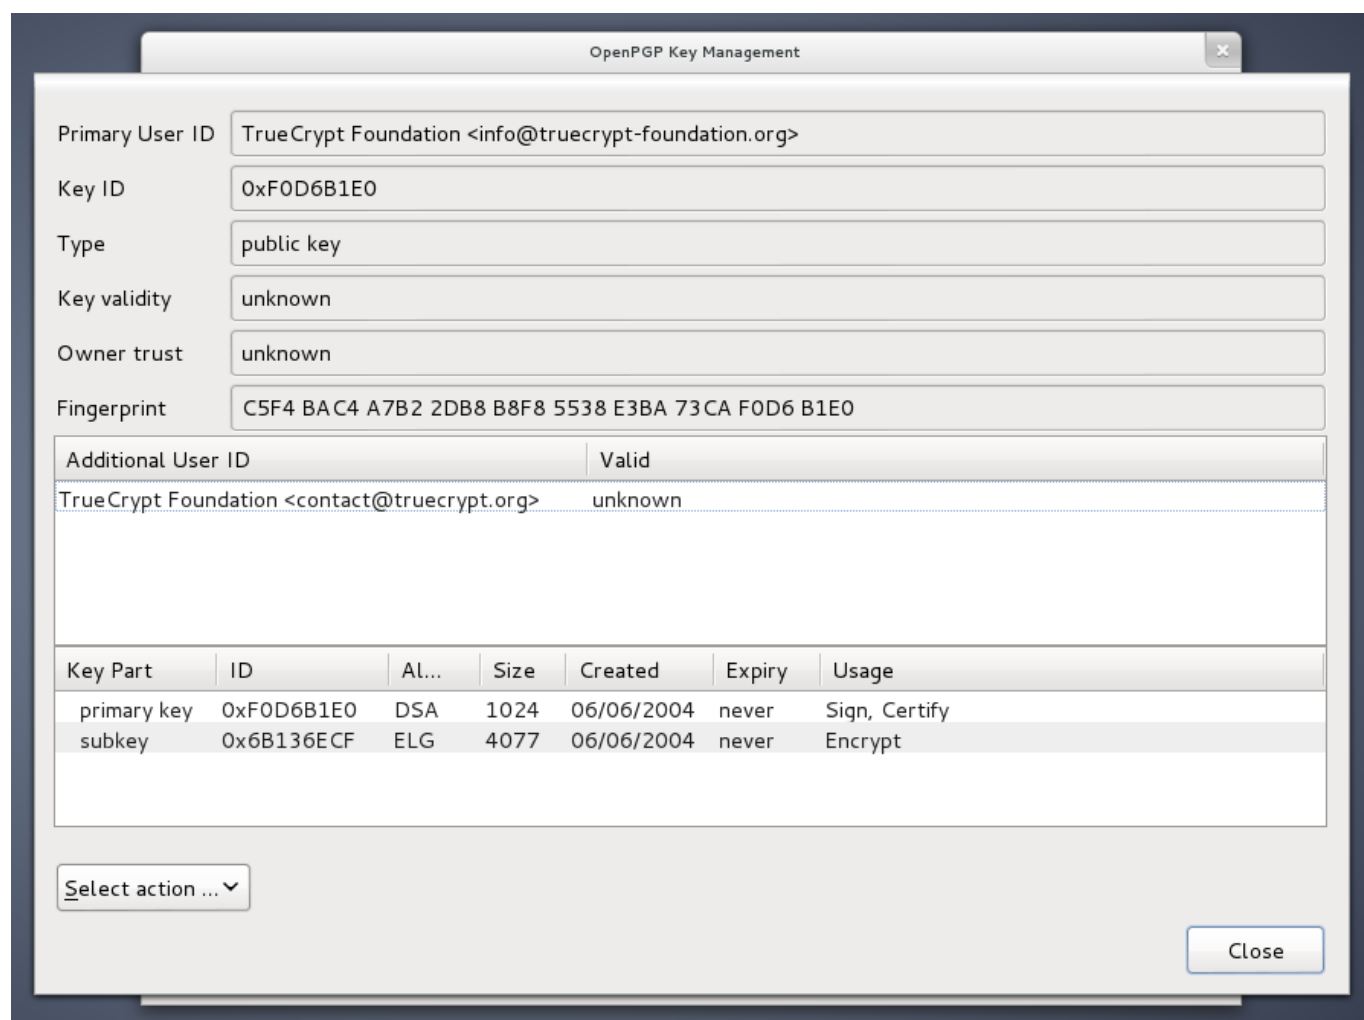 OpenPGP Key Management
Primary User ID TrueCrypt Foundation <info@truecrypt-foundation.org>
Key ID 0xF0D6B1E0
Type public key
Key validity unknown
Owner trust unknown
Fingerprint C5F4 BAC4 A7B2 2DB8 B8F8 5538 E3BA 73CA F0D6 B1E0
Additional User ID Valid
TrueCrypt Foundation <contact@truecrypt.org> unknown
Key Part ID Al... Size Created Expiry Usage
primary key 0xF0D6B1E0 DSA 1024 06/06/2004 never Sign, Certify
subkey 0x6B136ECF ELG 4077 06/06/2004 never Encrypt
Select action ...
Close